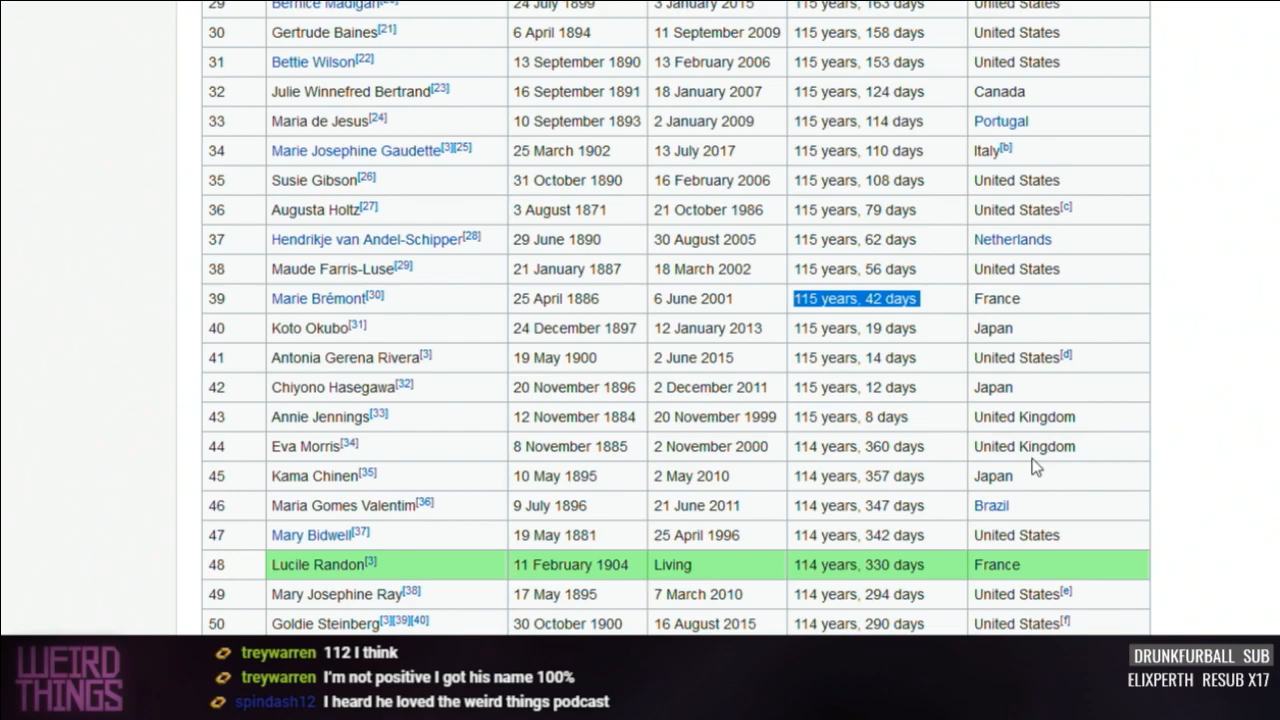 29 Bernice Madigan 24 July 1899 3 January 2015 115 years, 163 days United States
30 Gertrude Baines[21] 6 April 1894 11 September 2009 115 years, 158 days United States
31 Bettie Wilson[22] 13 September 1890 13 February 2006 115 years, 153 days United States
32 Julie Winnefred Bertrand[23] 16 September 1891 18 January 2007 115 years, 124 days Canada
33 Maria de Jesus[24] 10 September 1893 2 January 2009 115 years, 114 days Portugal
34 Marie Josephine Gaudette[3][25] 25 March 1902 13 July 2017 115 years, 110 days Italy[b]
35 Susie Gibson[26] 31 October 1890 16 February 2006 115 years, 108 days United States
36 Augusta Holtz[27] 3 August 1871 21 October 1986 115 years, 79 days United States[c]
37 Hendrikje van Andel-Schipper[28] 29 June 1890 30 August 2005 115 years, 62 days Netherlands
38 Maude Farris-Luse[29] 21 January 1887 18 March 2002 115 years, 56 days United States
39 Marie Brémont[30] 25 April 1886 6 June 2001 115 years, 42 days France
40 Koto Okubo[31] 24 December 1897 12 January 2013 115 years, 19 days Japan
41 Antonia Gerena Rivera[3] 19 May 1900 2 June 2015 115 years, 14 days United States[d]
42 Chiyono Hasegawa[32] 20 November 1896 2 December 2011 115 years, 12 days Japan
43 Annie Jennings[33] 12 November 1884 20 November 1999 115 years, 8 days United Kingdom
44 Eva Morris[34] 8 November 1885 2 November 2000 114 years, 360 days United Kingdom
45 Kama Chinen[35] 10 May 1895 2 May 2010 114 years, 357 days Japan
46 Maria Gomes Valentim[36] 9 July 1896 21 June 2011 114 years, 347 days Brazil
47 Mary Bidwell[37] 19 May 1881 25 April 1996 114 years, 342 days United States
48 Lucile Randon[3] 11 February 1904 Living 114 years, 330 days France
49 Mary Josephine Ray[38] 17 May 1895 7 March 2010 114 years, 294 days United States[e]
50 Goldie Steinberg[3][39][40] 30 October 1900 16 August 2015 114 years, 290 days United States[f]
WEIRD
THINGS
treywarren 112 I think
treywarren I'm not positive I got his name 100%
spindash12 I heard he loved the weird things podcast
DRUNKFURBALL SUB
ELIXPERTH RESUB X17